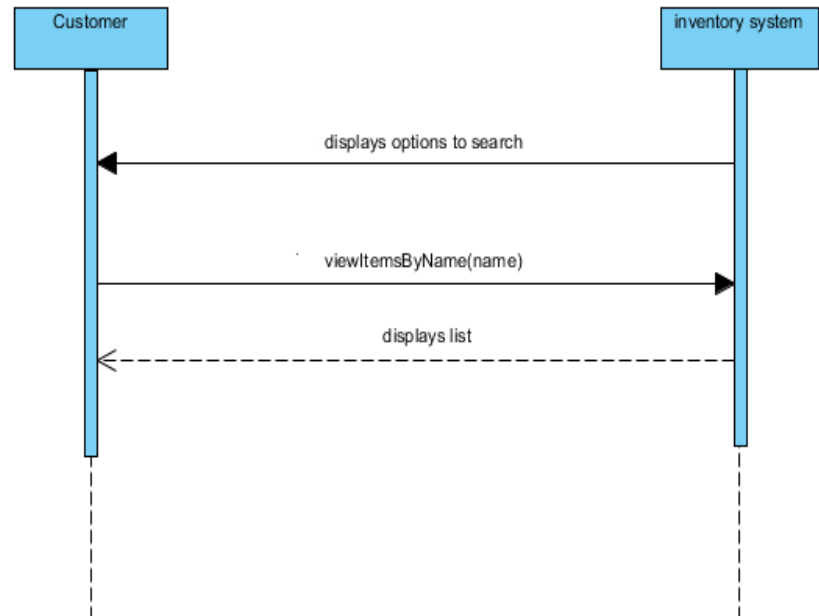 Customer
inventory system
displays options to search
viewItemsByName(name)
displays list